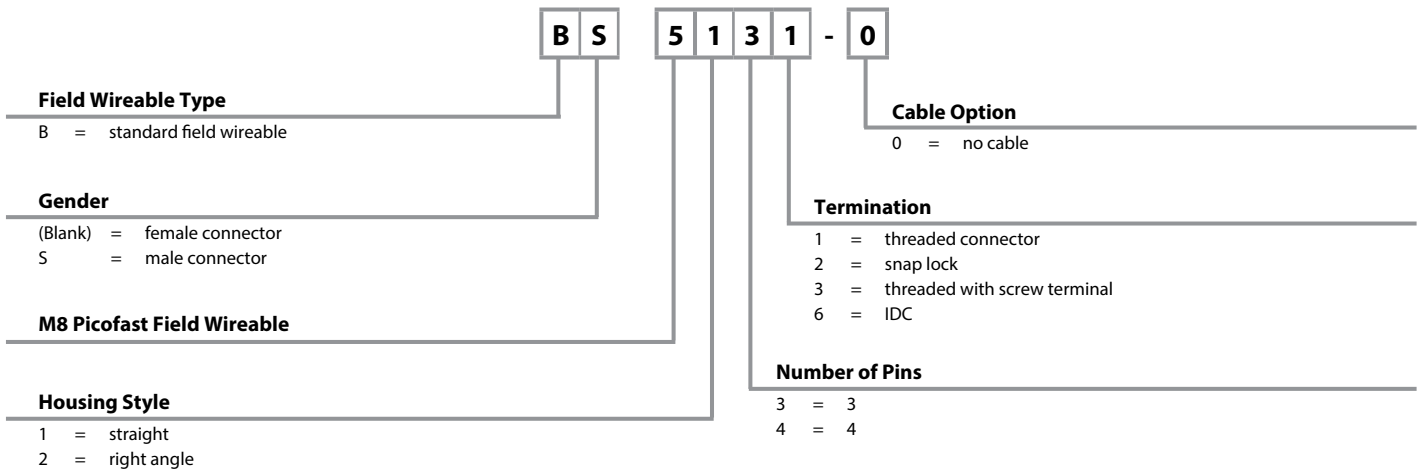 B S 5 1 3 1 - 0
Field Wireable Type
B = standard field wireable
Gender
(Blank) = female connector
S = male connector
M8 Picofast Field Wireable
Housing Style
1 = straight
2 = right angle
Cable Option
0 = no cable
Termination
1 = threaded connector
2 = snap lock
3 = threaded with screw terminal
6 = IDC
Number of Pins
3 = 3
4 = 4